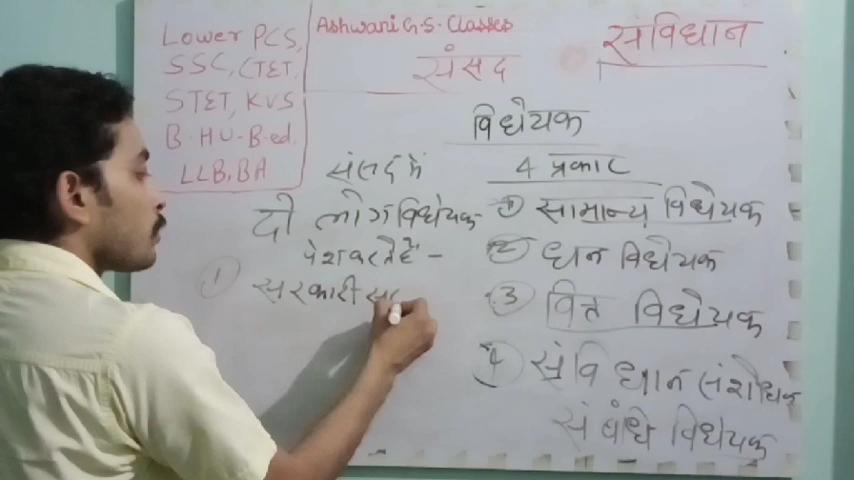 Lower PCS,
SSC, CTET,
STET, KVS
B-HU-B-ed.
LLB, BA
Ashwani G.S. Classes
संसद
संविधान
विधेयक
4 प्रकार
① सामान्य विधेयक
② धन विधेयक
③ वित्त विधेयक
4 संविधान संशोधन
संबंधि विधेयक
संसद में
दो लोग विधेयक
पेश करते हैं -
① सरकारी सद